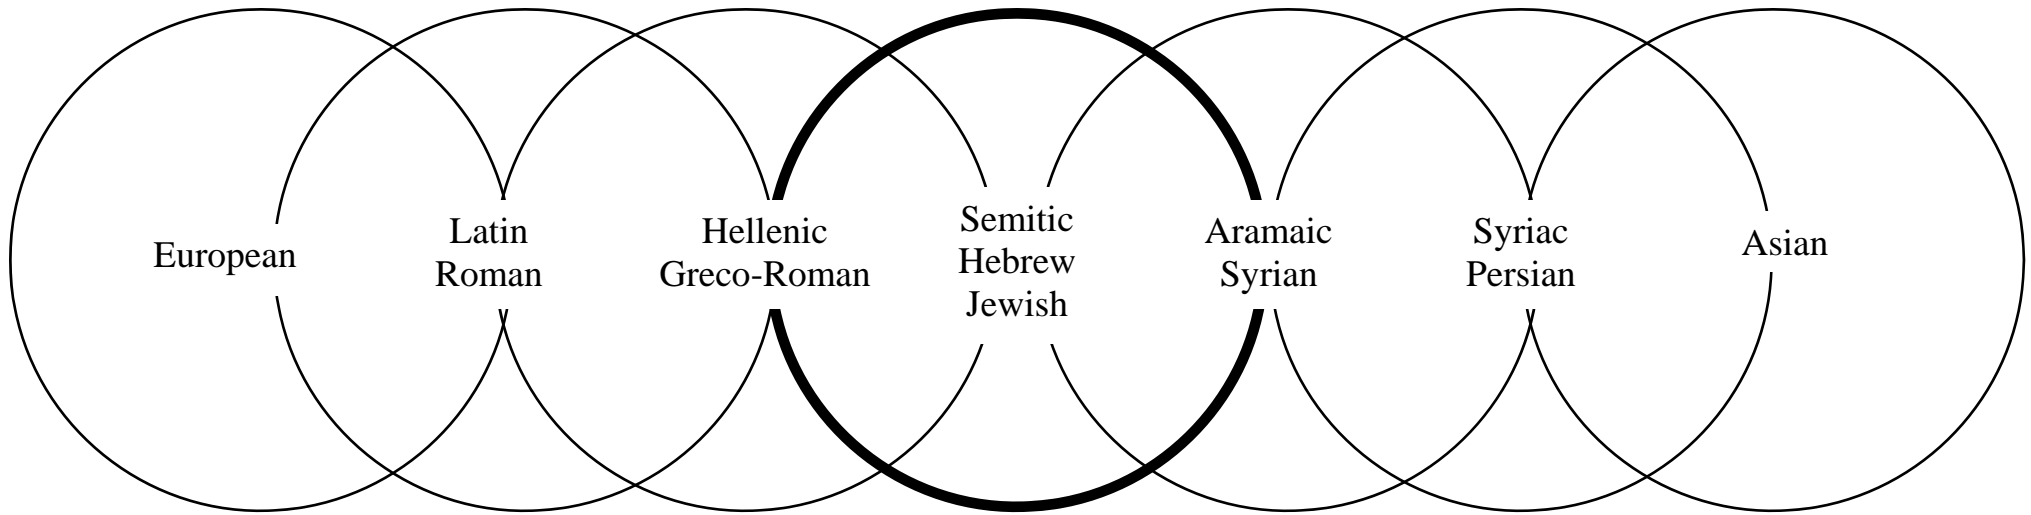 European
Latin
Roman
Hellenic
Greco-Roman
Semitic
Hebrew
Jewish
Aramaic
Syrian
Syriac
Persian
Asian